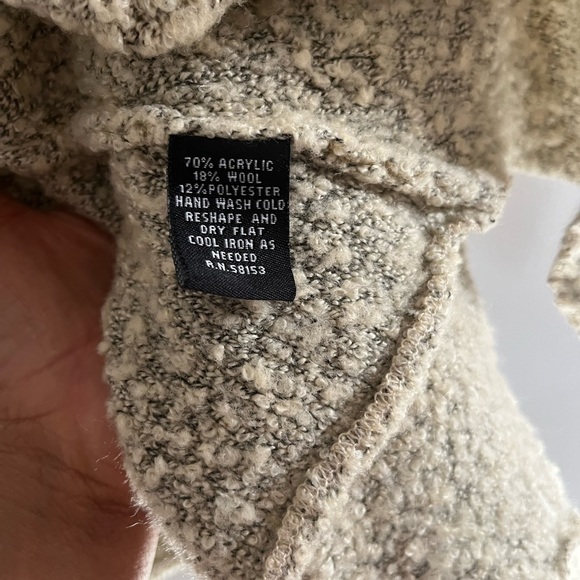 70% ACRYLIC
18% WOOL
12%POLYESTER
HAND WASH COLD
RESHAPE AND
DRY FLAT
COOL IRON AS
NEEDED
R.N.58153